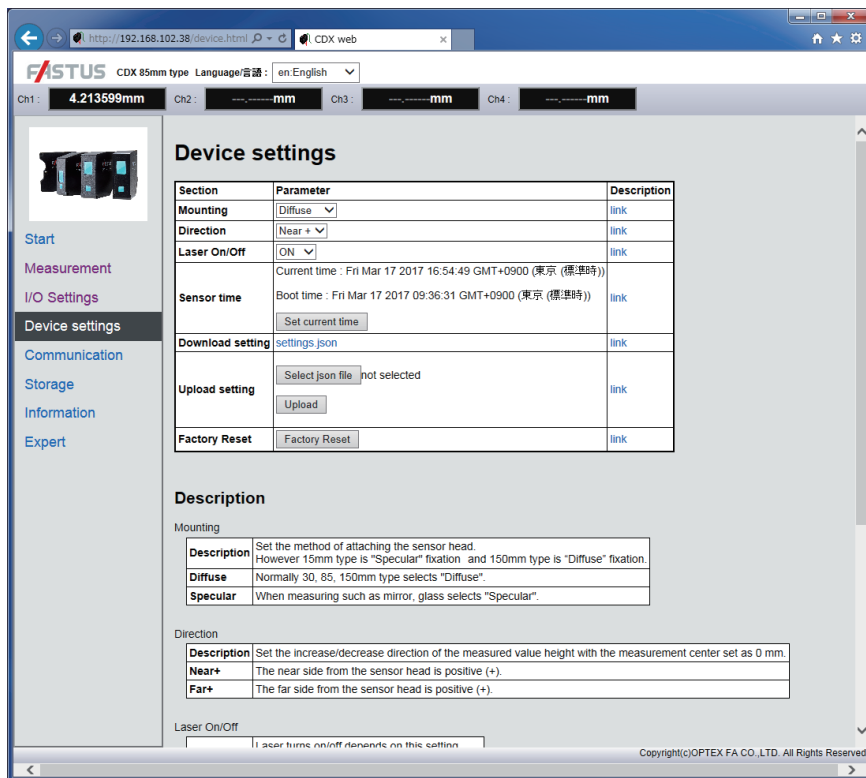 http://192.168.102.38/device.html
CDX web
FASTUS CDX 85mm type Language/言語 : en:English
Ch1 : 4.213599mm Ch2 : ---.------mm Ch3 : ---.------mm Ch4 : ---.------mm
Device settings
Section Parameter Description
Mounting Diffuse link
Direction Near + link
Laser On/Off ON link
Current time : Fri Mar 17 2017 16:54:49 GMT+0900 (東京 (標準時))
Sensor time Boot time : Fri Mar 17 2017 09:36:31 GMT+0900 (東京 (標準時)) link
Set current time
Download setting settings.json link
Select json file not selected
Upload setting link
Upload
Factory Reset Factory Reset link
Start
Measurement
I/O Settings
Device settings
Communication
Storage
Information
Expert
Description
Mounting
Description Set the method of attaching the sensor head.
However 15mm type is "Specular" fixation and 150mm type is “Diffuse” fixation.
Diffuse Normally 30, 85, 150mm type selects "Diffuse".
Specular When measuring such as mirror, glass selects "Specular".
Direction
Description Set the increase/decrease direction of the measured value height with the measurement center set as 0 mm.
Near+ The near side from the sensor head is positive (+).
Far+ The far side from the sensor head is positive (+).
Laser On/Off
Laser turns on/off depends on this setting
Copyright(c)OPTEX FA CO.,LTD. All Rights Reserved